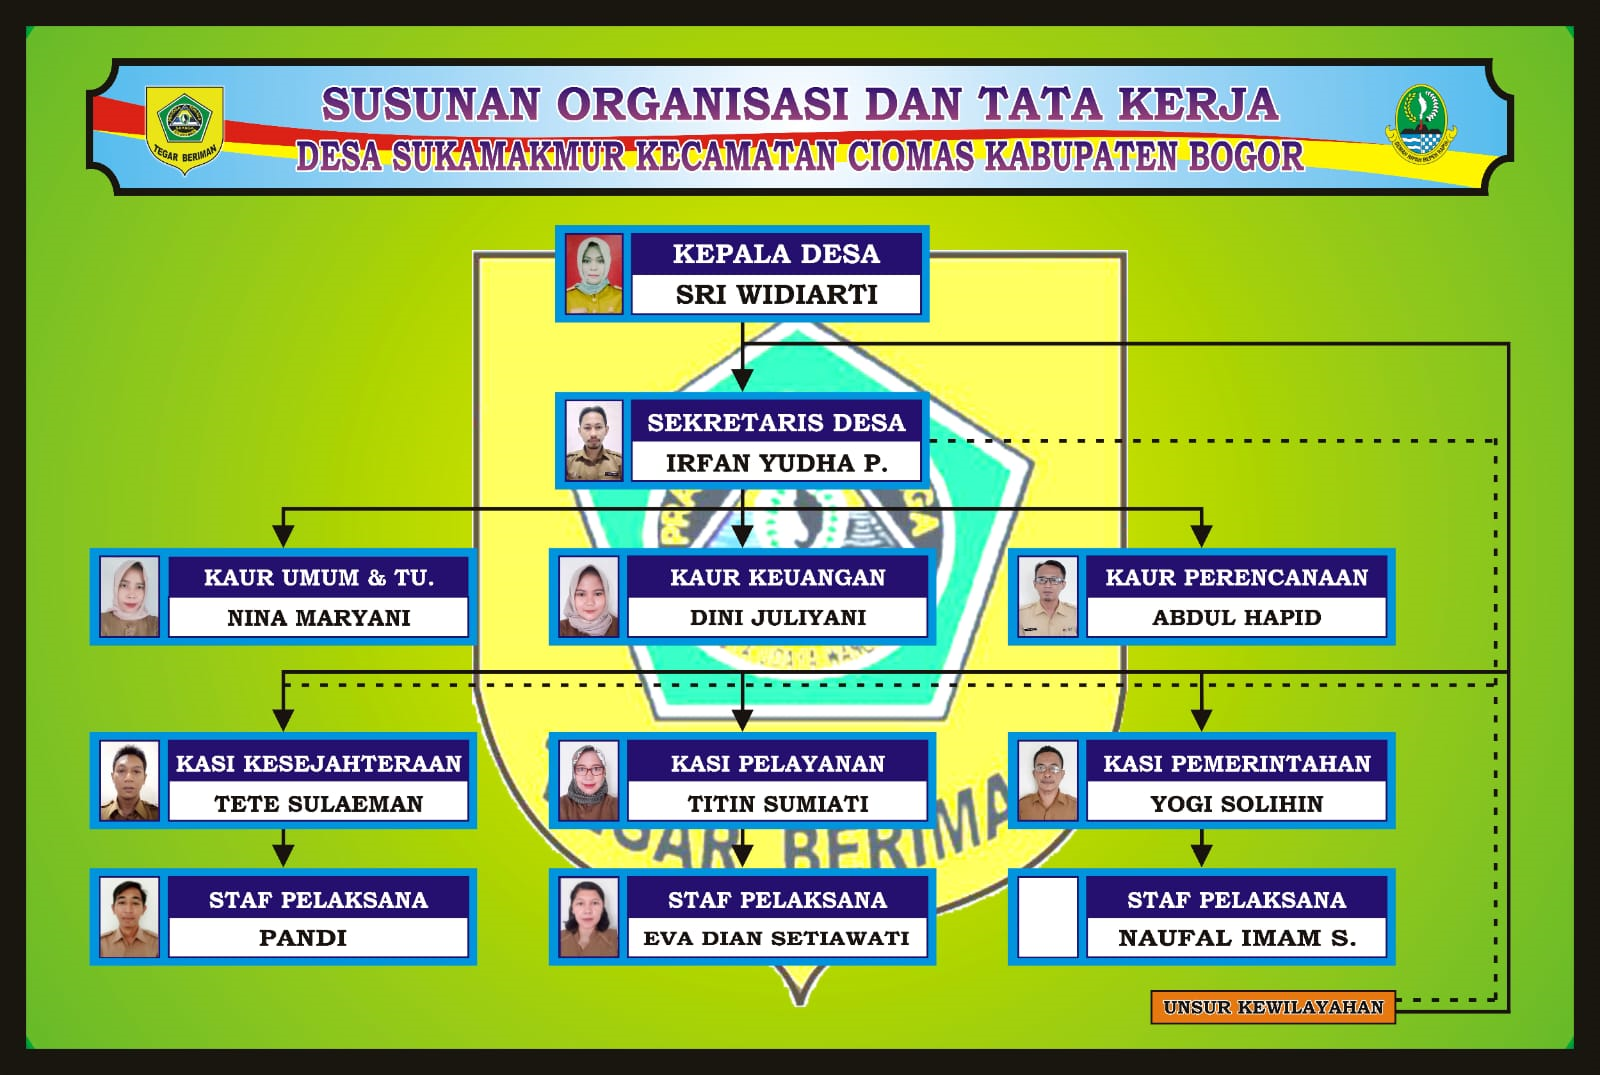 SUSUNAN ORGANISASI DAN TATA KERJA
DESA SUKAMAKMUR KECAMATAN CIOMAS KABUPATEN BOGOR
TEGAR BERIMAN
KEPALA DESA
SRI WIDIARTI
SEKRETARIS DESA
IRFAN YUDHA P.
KAUR UMUM & TU.
NINA MARYANI
KAUR KEUANGAN
DINI JULIYANI
KAUR PERENCANAAN
ABDUL HAPID
KASI KESEJAHTERAAN
TETE SULAEMAN
KASI PELAYANAN
TITIN SUMIATI
KASI PEMERINTAHAN
YOGI SOLIHIN
STAF PELAKSANA
PANDI
STAF PELAKSANA
EVA DIAN SETIAWATI
STAF PELAKSANA
NAUFAL IMAM S.
UNSUR KEWILAYAHAN